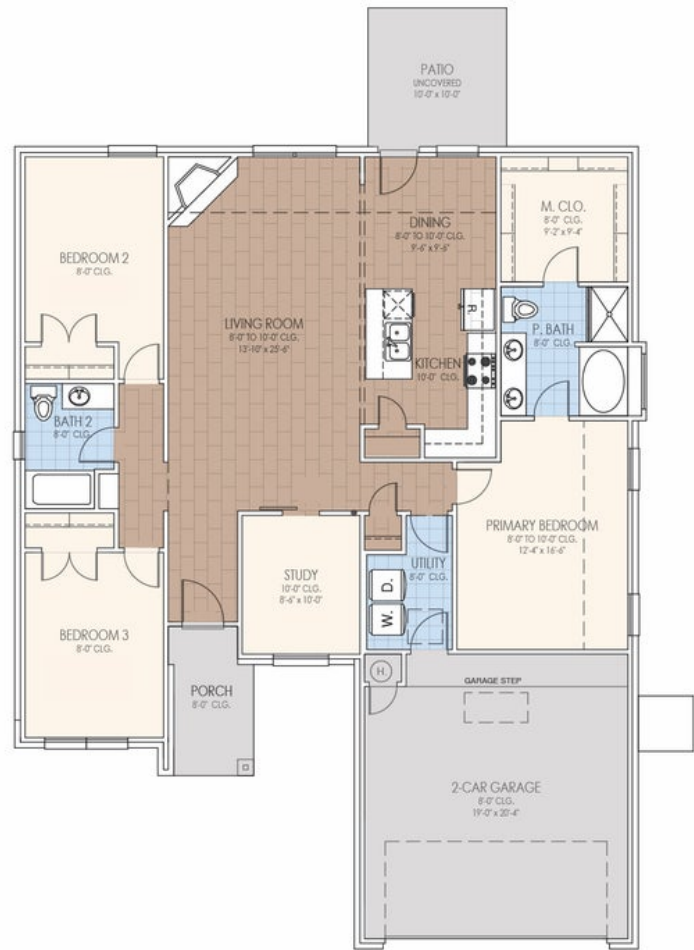 PATIO
UNCOVERED
10'-0" x 10'-0"
M. CLO.
8'-0" CLG.
9'-2" x 9'-4"
DINING
8'-0" TO 10'-0" CLG.
9'-6" x 9'-6"
BEDROOM 2
8'-0" CLG.
LIVING ROOM
8'-0" TO 10'-0" CLG.
13'-10" x 25'-6"
R.
P. BATH
8'-0" CLG.
KITCHEN
10'-0" CLG.
BATH 2
8'-0" CLG.
PRIMARY BEDROOM
8'-0" TO 10'-0" CLG.
12'-4" x 16'-6"
STUDY
10'-0" CLG.
8'-6" x 10'-0"
UTILITY
8'-0" CLG.
D.
W.
BEDROOM 3
8'-0" CLG.
H.
GARAGE STEP
PORCH
8'-0" CLG.
2-CAR GARAGE
8'-0" CLG.
19'-0" x 20'-4"